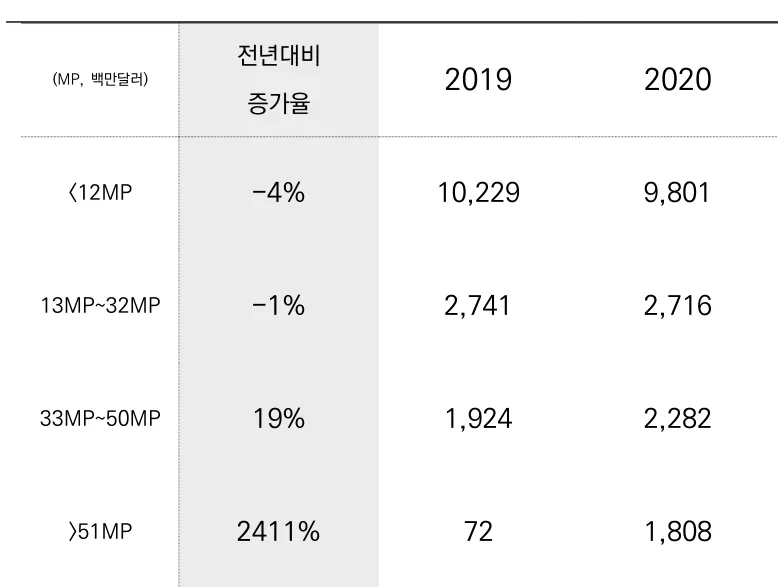 (MP, 백만달러) 전년대비 증가율 2019 2020
〈12MP -4% 10,229 9,801
13MP~32MP -1% 2,741 2,716
33MP~50MP 19% 1,924 2,282
〉51MP 2411% 72 1,808